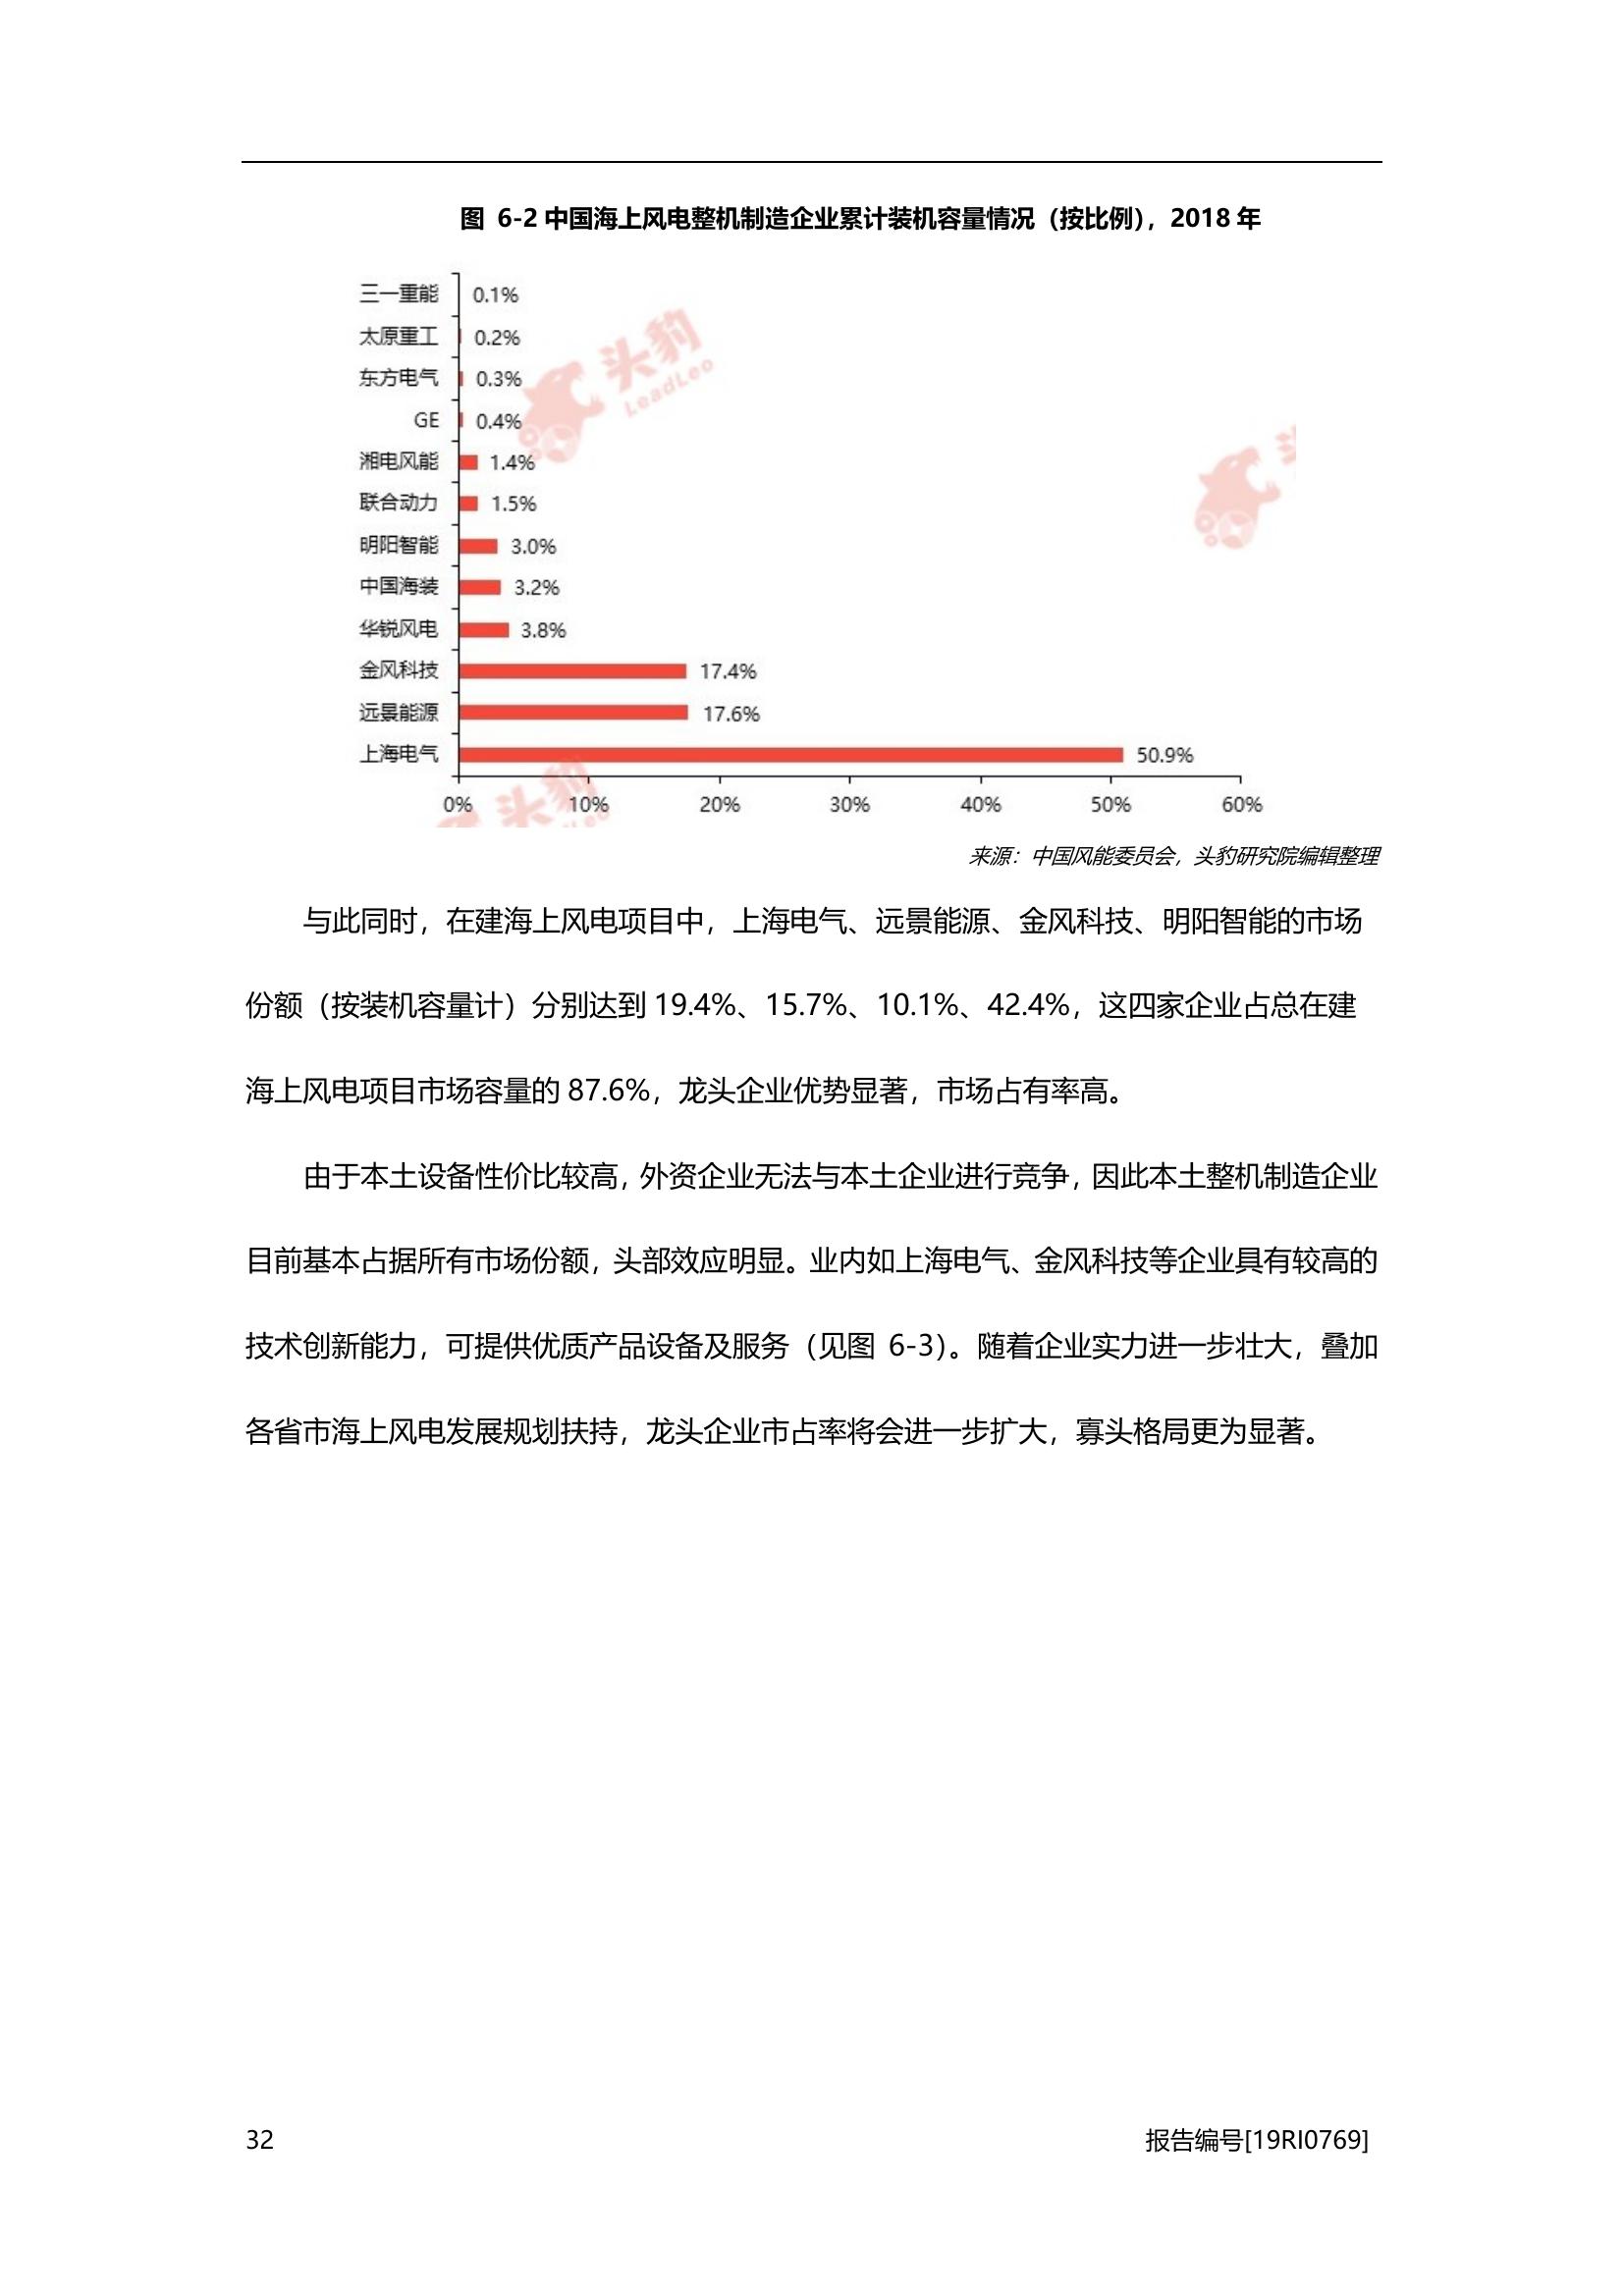 图 6-2 中国海上风电整机制造企业累计装机容量情况（按比例），2018 年
三一重能 0.1%
太原重工 0.2%
东方电气 0.3%
GE 0.4%
湘电风能 1.4%
联合动力 1.5%
明阳智能 3.0%
中国海装 3.2%
华锐风电 3.8%
金风科技 17.4%
远景能源 17.6%
上海电气 50.9%
0% 10% 20% 30% 40% 50% 60%
头豹
LeadLeo
头豹
来源：中国风能委员会，头豹研究院编辑整理
与此同时，在建海上风电项目中，上海电气、远景能源、金风科技、明阳智能的市场
份额（按装机容量计）分别达到 19.4%、15.7%、10.1%、42.4%，这四家企业占总在建
海上风电项目市场容量的 87.6%，龙头企业优势显著，市场占有率高。
由于本土设备性价比较高，外资企业无法与本土企业进行竞争，因此本土整机制造企业
目前基本占据所有市场份额，头部效应明显。业内如上海电气、金风科技等企业具有较高的
技术创新能力，可提供优质产品设备及服务（见图 6-3）。随着企业实力进一步壮大，叠加
各省市海上风电发展规划扶持，龙头企业市占率将会进一步扩大，寡头格局更为显著。
32
报告编号[19RI0769]